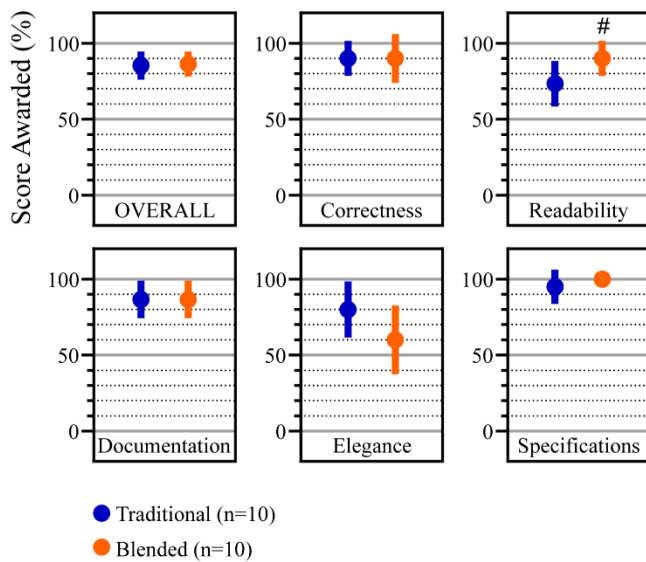 Score Awarded (%)
#
100 100 100
50 50 50
0 0 0
OVERALL Correctness Readability
100 100 100
50 50 50
0 0 0
Documentation Elegance Specifications
Traditional (n=10)
Blended (n=10)